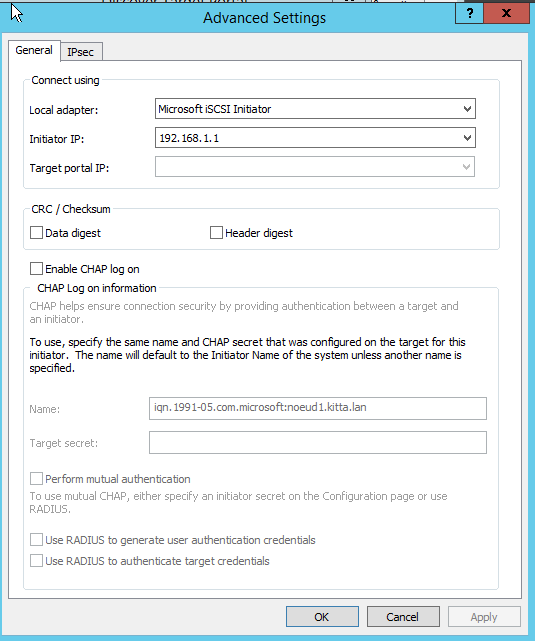 Discover Target Portal
Advanced Settings
?
x
General
IPsec
Connect using
Local adapter:
Microsoft iSCSI Initiator
Initiator IP:
192.168.1.1
Target portal IP:
CRC / Checksum
Data digest
Header digest
Enable CHAP log on
CHAP Log on information
CHAP helps ensure connection security by providing authentication between a target and
an initiator.
To use, specify the same name and CHAP secret that was configured on the target for this
initiator. The name will default to the Initiator Name of the system unless another name is
specified.
Name:
iqn.1991-05.com.microsoft:noeud1.kitta.lan
Target secret:
Perform mutual authentication
To use mutual CHAP, either specify an initiator secret on the Configuration page or use
RADIUS.
Use RADIUS to generate user authentication credentials
Use RADIUS to authenticate target credentials
OK
Cancel
Apply